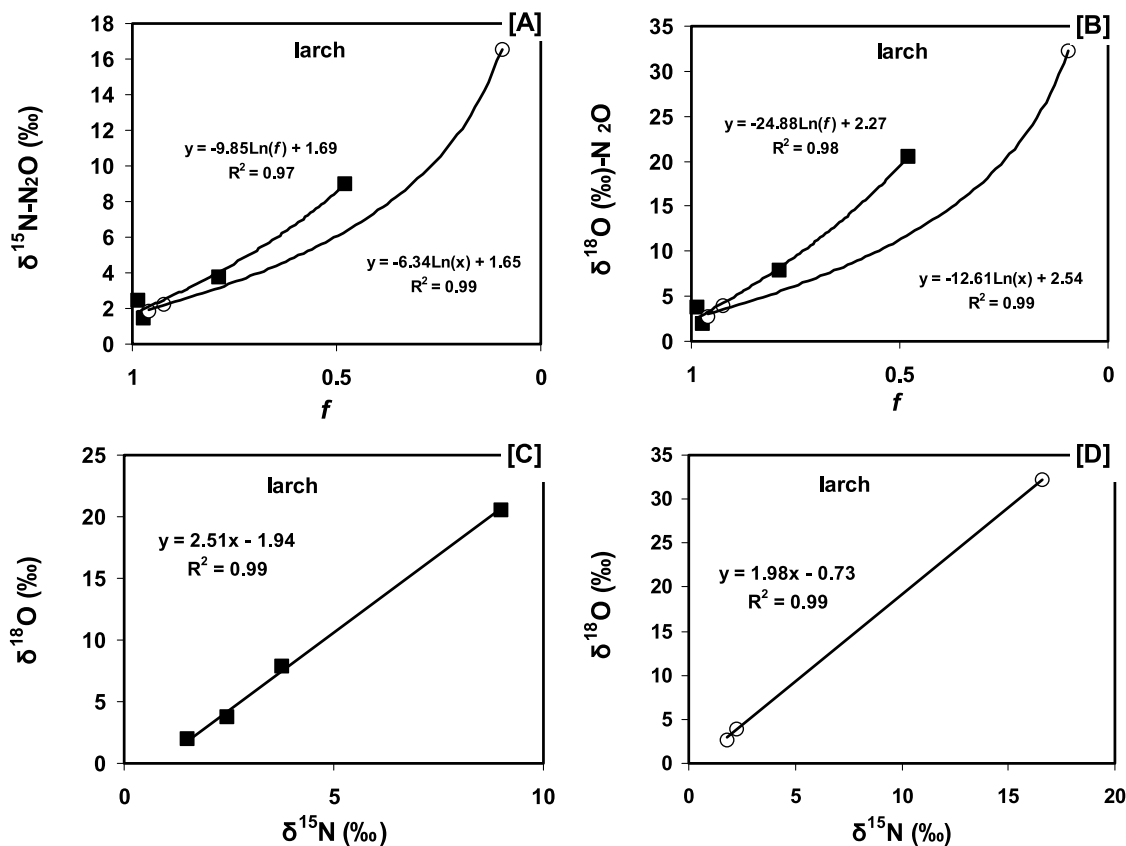 [A]
larch
18
16
14
12
10
8
6
4
2
0
δ15N-N2O (‰)
y = -9.85Ln(f) + 1.69
R2 = 0.97
y = -6.34Ln(x) + 1.65
R2 = 0.99
1
0.5
0
f
[B]
larch
35
30
25
20
15
10
5
0
δ18O (‰)-N 2O
y = -24.88Ln(f) + 2.27
R2 = 0.98
y = -12.61Ln(x) + 2.54
R2 = 0.99
1
0.5
0
f
[C]
larch
25
20
15
10
5
0
δ18O (‰)
y = 2.51x - 1.94
R2 = 0.99
0
5
10
δ15N (‰)
[D]
larch
35
30
25
20
15
10
5
0
δ18O (‰)
y = 1.98x - 0.73
R2 = 0.99
0
5
10
15
20
δ15N (‰)